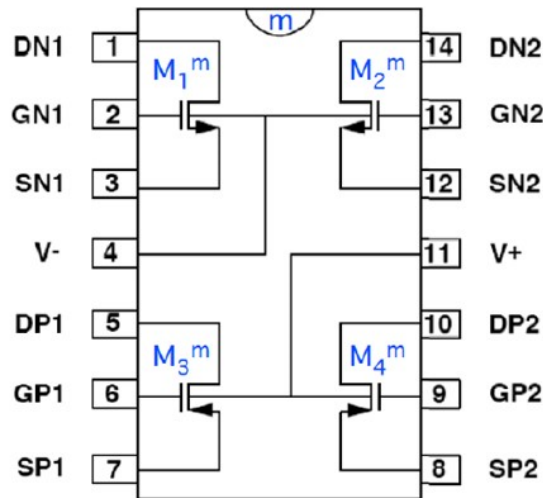 m
DN1 1 14 DN2
M₁ᵐ M₂ᵐ
GN1 2 13 GN2
SN1 3 12 SN2
V- 4 11 V+
DP1 5 10 DP2
M₃ᵐ M₄ᵐ
GP1 6 9 GP2
SP1 7 8 SP2